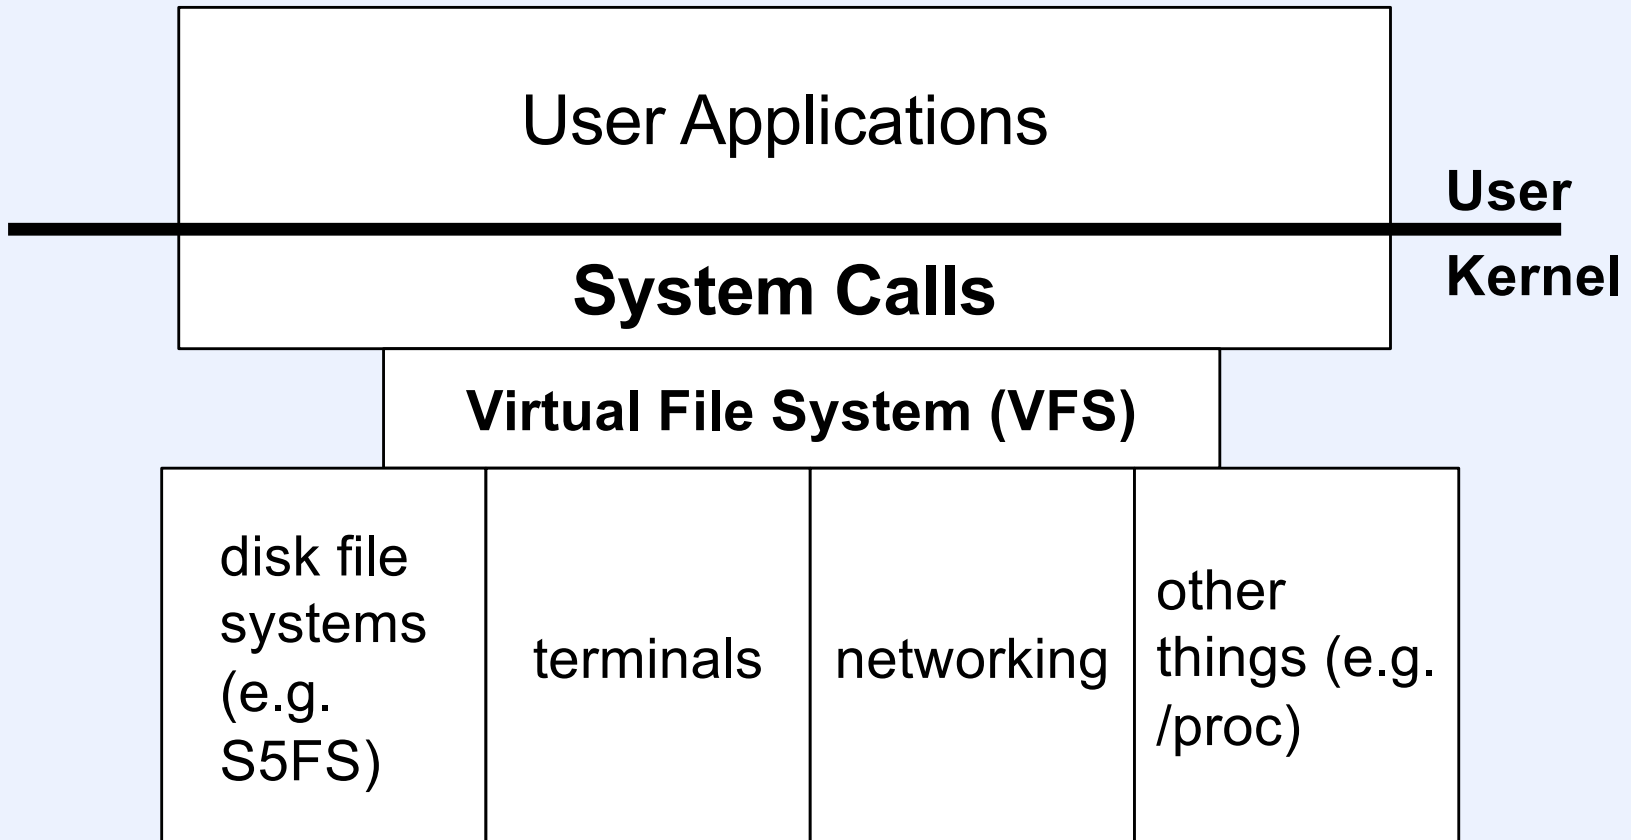 User Applications
User
Kernel
System Calls
Virtual File System (VFS)
disk file
systems
(e.g.
S5FS)
terminals
networking
other
things (e.g.
/proc)